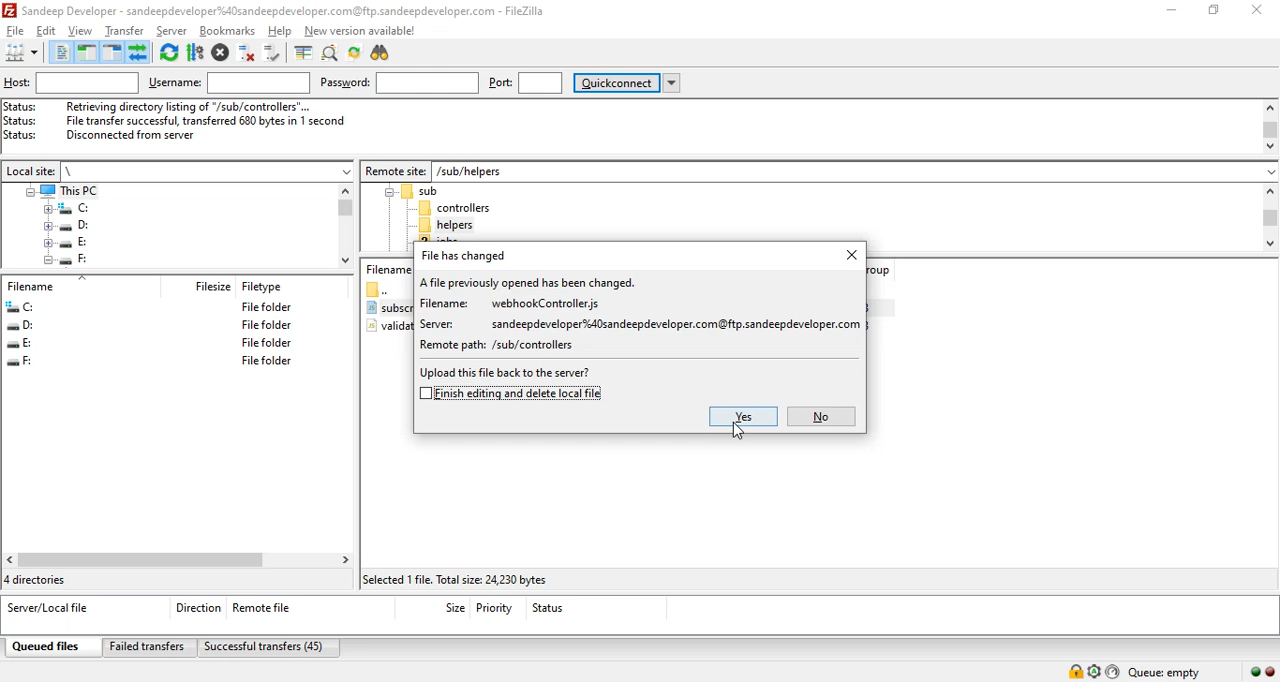 Sandeep Developer - sandeepdeveloper%40sandeepdeveloper.com@ftp.sandeepdeveloper.com - FileZilla
File Edit View Transfer Server Bookmarks Help New version available!
Host: Username: Password: Port: Quickconnect
Status: Retrieving directory listing of "/sub/controllers"...
Status: File transfer successful, transferred 680 bytes in 1 second
Status: Disconnected from server
Local site: \
Remote site: /sub/helpers
This PC
C:
D:
E:
F:
sub
controllers
helpers
Filename Filesize Filetype
C: File folder
D: File folder
E: File folder
F: File folder
4 directories
Filename roup
..
subscr
validat
File has changed
A file previously opened has been changed.
Filename: webhookController.js
Server: sandeepdeveloper%40sandeepdeveloper.com@ftp.sandeepdeveloper.com
Remote path: /sub/controllers
Upload this file back to the server?
Finish editing and delete local file
Yes No
Selected 1 file. Total size: 24,230 bytes
Server/Local file Direction Remote file Size Priority Status
Queued files Failed transfers Successful transfers (45)
Queue: empty